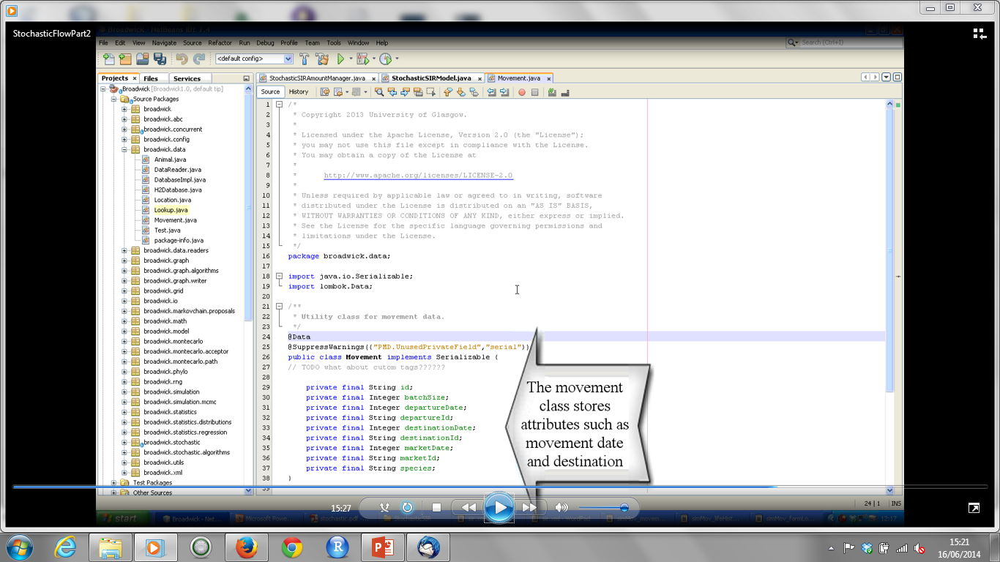 StochasticFlowPart2
Broadwick - NetBeans IDE 7.4
File Edit View Navigate Source Refactor Run Debug Profile Team Tools Window Help
Search (Ctrl+I)
<default config>
Projects Files Services
StochasticSIRAmountManager.java StochasticSIRModel.java Movement.java
Source History
Broadwick [Broadwick1.0, default tip]
Source Packages
broadwick
broadwick.abc
broadwick.concurrent
broadwick.config
broadwick.data
Animal.java
DataReader.java
DatabaseImpl.java
H2Database.java
Location.java
Lookup.java
Movement.java
Test.java
package-info.java
broadwick.data.readers
broadwick.graph
broadwick.graph.algorithms
broadwick.graph.writer
broadwick.grid
broadwick.io
broadwick.markovchain.proposals
broadwick.math
broadwick.model
broadwick.montecarlo
broadwick.montecarlo.acceptor
broadwick.montecarlo.path
broadwick.phylo
broadwick.rng
broadwick.simulation
broadwick.simulation.mcmc
broadwick.statistics
broadwick.statistics.distributions
broadwick.statistics.regression
broadwick.stochastic
broadwick.stochastic.algorithms
broadwick.utils
broadwick.xml
Test Packages
Other Sources
1 /*
2 * Copyright 2013 University of Glasgow.
3 *
4 * Licensed under the Apache License, Version 2.0 (the "License");
5 * you may not use this file except in compliance with the License.
6 * You may obtain a copy of the License at
7 *
8 * http://www.apache.org/licenses/LICENSE-2.0
9 *
10 * Unless required by applicable law or agreed to in writing, software
11 * distributed under the License is distributed on an "AS IS" BASIS,
12 * WITHOUT WARRANTIES OR CONDITIONS OF ANY KIND, either express or implied.
13 * See the License for the specific language governing permissions and
14 * limitations under the License.
15 */
16 package broadwick.data;
17
18 import java.io.Serializable;
19 import lombok.Data;
20
21 /**
22 * Utility class for movement data.
23 */
24 @Data
25 @SuppressWarnings({"PMD.UnusedPrivateField","serial"})
26 public class Movement implements Serializable {
27 // TODO what about cutom tags??????
28
29 private final String id;
30 private final Integer batchSize;
31 private final Integer departureDate;
32 private final String departureId;
33 private final Integer destinationDate;
34 private final String destinationId;
35 private final Integer marketDate;
36 private final String marketId;
37 private final String species;
38 }
39
The movement
class stores
attributes such as
movement date
and destination
24 | 1 INS
15:27
start Broadwick - Net... Microsoft Power... stochastic.pdf StochasticSIR simMov_lifeHist... simMov_farmLo... 12:17
15:21
16/06/2014